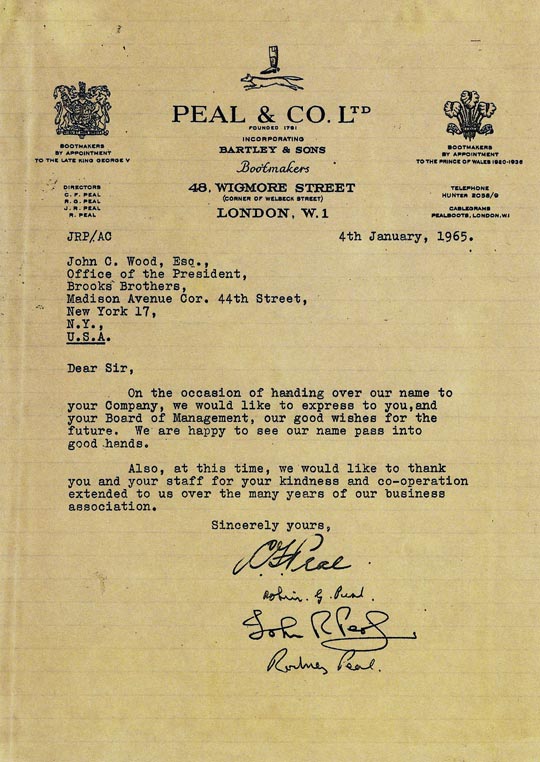 PEAL & CO. LTD
FOUNDED 1791
INCORPORATING
BARTLEY & SONS
Bootmakers
48, WIGMORE STREET
(CORNER OF WELBECK STREET)
LONDON, W.1
BOOTMAKERS
BY APPOINTMENT
TO THE LATE KING GEORGE V
DIRECTORS
C. F. PEAL
R. G. PEAL
J. R. PEAL
R. PEAL
BOOTMAKERS
BY APPOINTMENT
TO THE PRINCE OF WALES 1920-1936
TELEPHONE
HUNTER 2058/9
CABLEGRAMS
PEALBOOTS, LONDON.W.1
JRP/AC
4th January, 1965.
John C. Wood, Esq.,
Office of the President,
Brooks Brothers,
Madison Avenue Cor. 44th Street,
New York 17,
N.Y.,
U.S.A.
Dear Sir,
On the occasion of handing over our name to
your Company, we would like to express to you,and
your Board of Management, our good wishes for the
future. We are happy to see our name pass into
good hands.
Also, at this time, we would like to thank
you and your staff for your kindness and co-operation
extended to us over the many years of our business
association.
Sincerely yours,
C. F. Peal
Robin. G. Peal.
John R Peal
Rodney Peal.